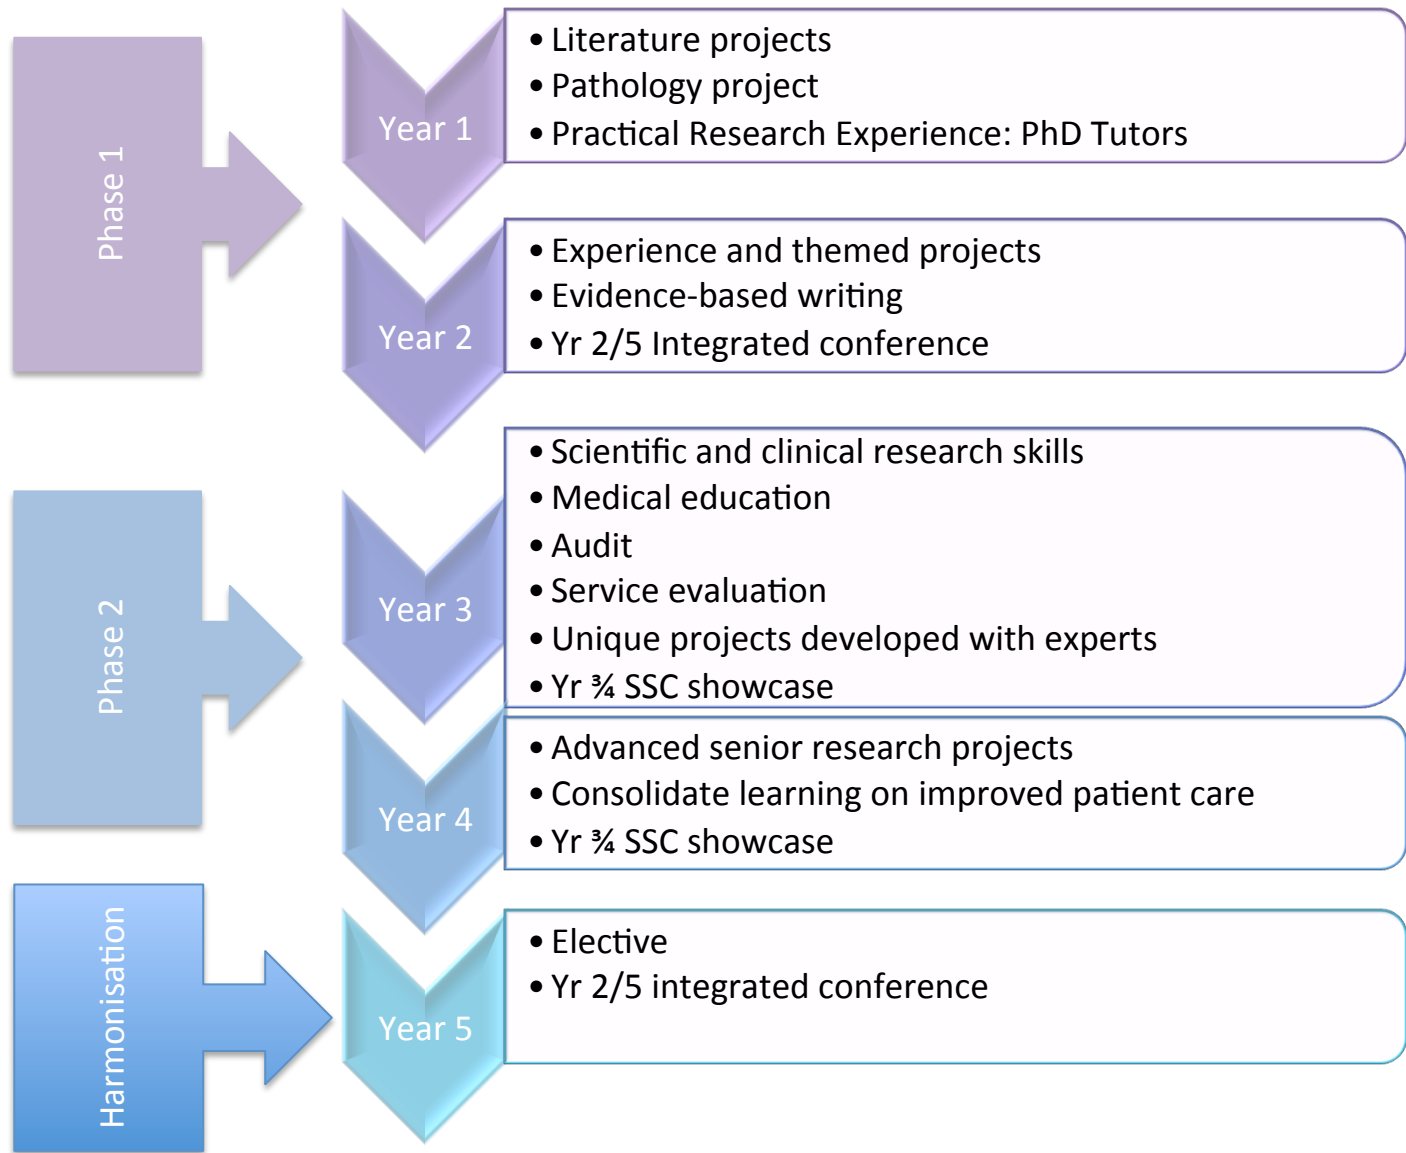 Phase 1
Year 1
• Literature projects
• Pathology project
• Practical Research Experience: PhD Tutors
Year 2
• Experience and themed projects
• Evidence-based writing
• Yr 2/5 Integrated conference
Phase 2
Year 3
• Scientific and clinical research skills
• Medical education
• Audit
• Service evaluation
• Unique projects developed with experts
• Yr ¾ SSC showcase
Year 4
• Advanced senior research projects
• Consolidate learning on improved patient care
• Yr ¾ SSC showcase
Harmonisation
Year 5
• Elective
• Yr 2/5 integrated conference